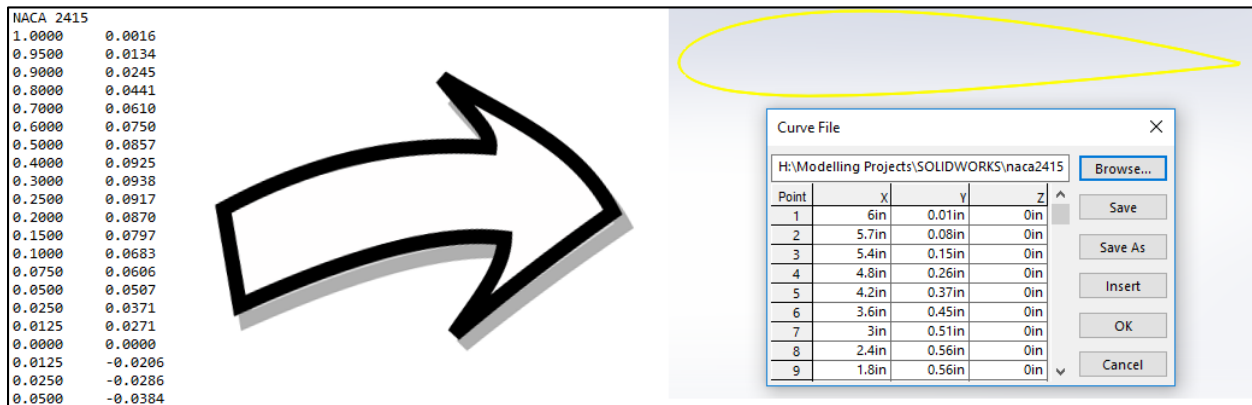 NACA 2415
1.0000 0.0016
0.9500 0.0134
0.9000 0.0245
0.8000 0.0441
0.7000 0.0610
0.6000 0.0750
0.5000 0.0857
0.4000 0.0925
0.3000 0.0938
0.2500 0.0917
0.2000 0.0870
0.1500 0.0797
0.1000 0.0683
0.0750 0.0606
0.0500 0.0507
0.0250 0.0371
0.0125 0.0271
0.0000 0.0000
0.0125 -0.0206
0.0250 -0.0286
0.0500 -0.0384
Curve File
H:\Modelling Projects\SOLIDWORKS\naca2415
Browse...
Point X Y Z
1 6in 0.01in 0in
2 5.7in 0.08in 0in
3 5.4in 0.15in 0in
4 4.8in 0.26in 0in
5 4.2in 0.37in 0in
6 3.6in 0.45in 0in
7 3in 0.51in 0in
8 2.4in 0.56in 0in
9 1.8in 0.56in 0in
Save
Save As
Insert
OK
Cancel